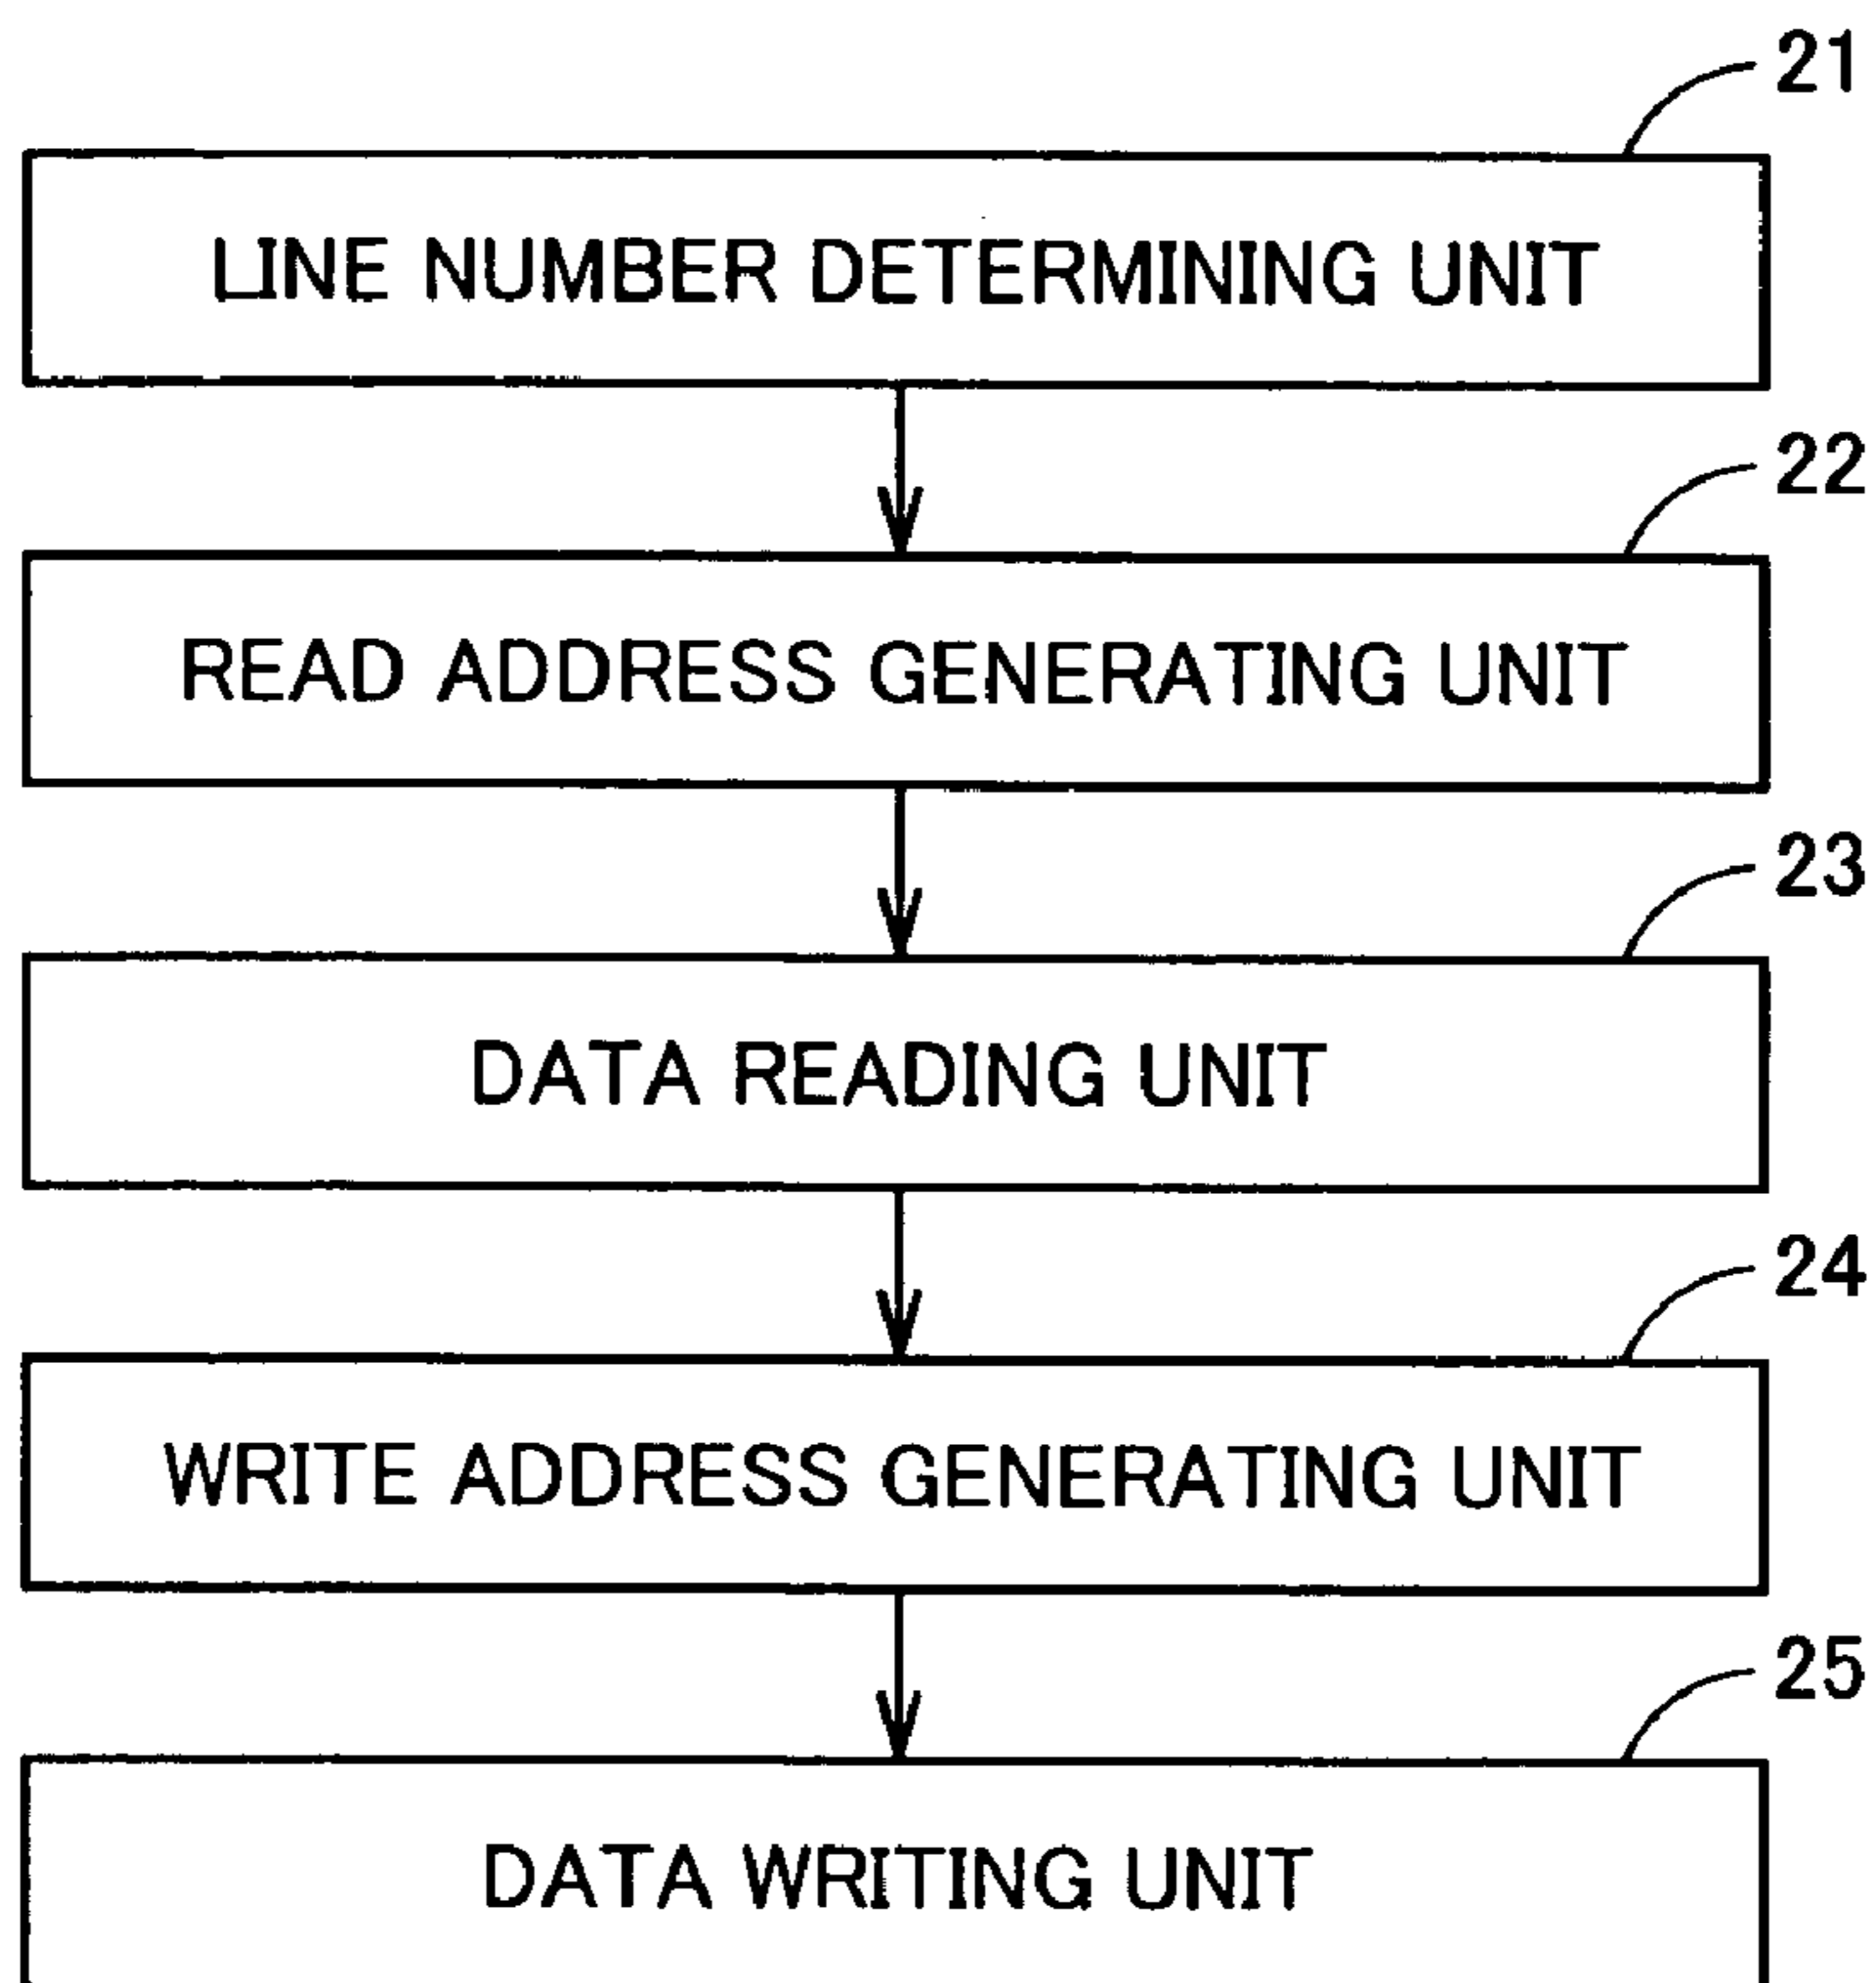 21
LINE NUMBER DETERMINING UNIT
22
READ ADDRESS GENERATING UNIT
23
DATA READING UNIT
24
WRITE ADDRESS GENERATING UNIT
25
DATA WRITING UNIT